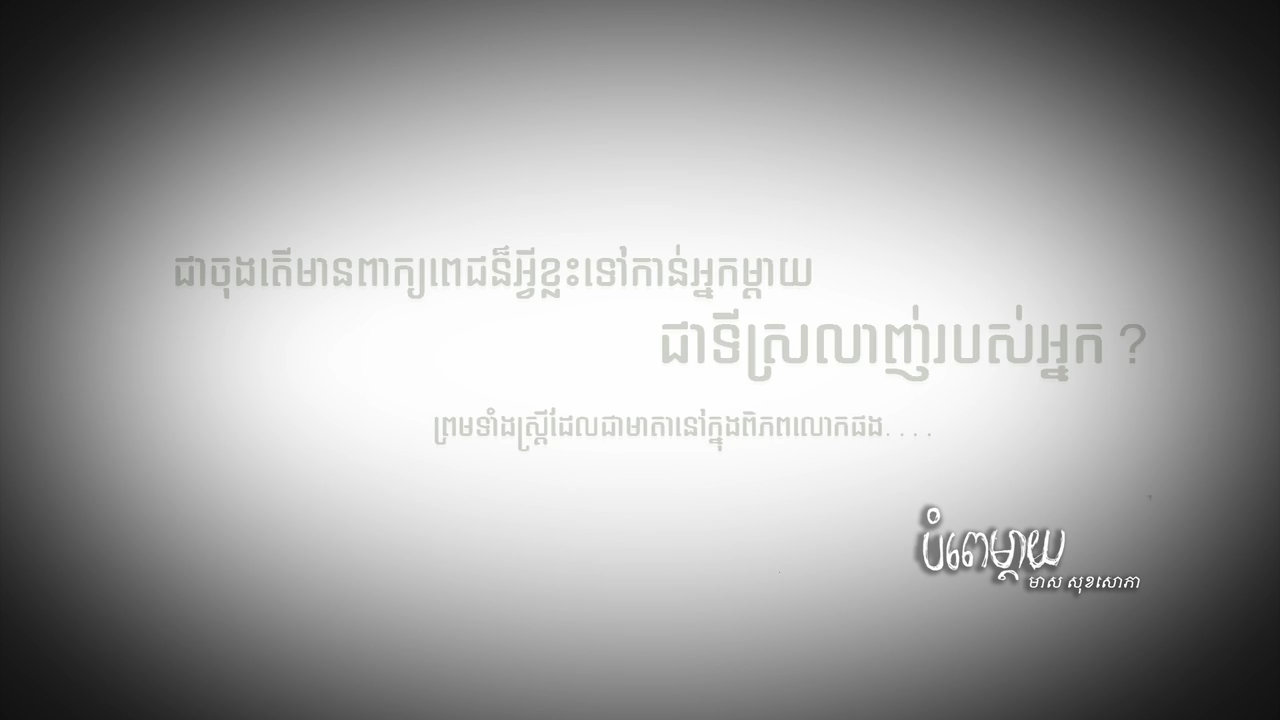 ជាចុងតើមានពាក្យពេជន៏អ្វីខ្លះទៅកាន់អ្នកម្ដាយ
ជាទីស្រលាញ់របស់អ្នក ?
ព្រមទាំងស្ត្រីដែលជាមាតានៅក្នុងពិភពលោកផង. . . .
បំពេម្ដាយ
មាស សុខសោភា